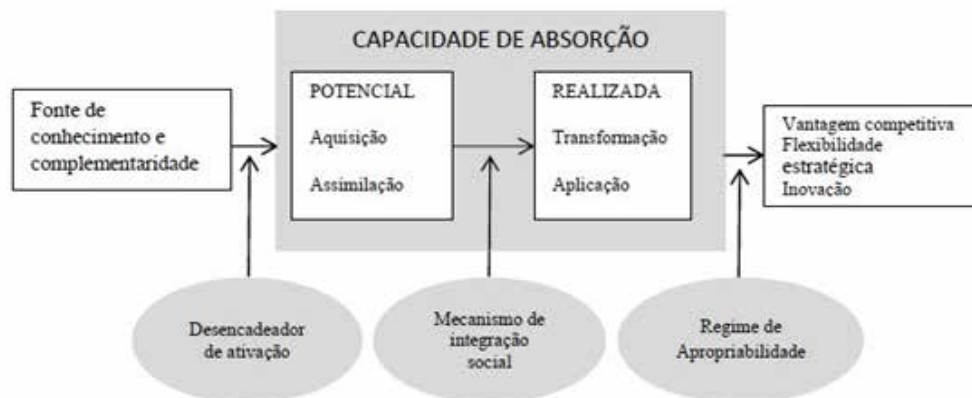 CAPACIDADE DE ABSORÇÃO
Fonte de
conhecimento e
complementaridade
POTENCIAL
Aquisição
Assimilação
REALIZADA
Transformação
Aplicação
Vantagem competitiva
Flexibilidade
estratégica
Inovação
Desencadeador
de ativação
Mecanismo de
integração
social
Regime de
Apropriabilidade